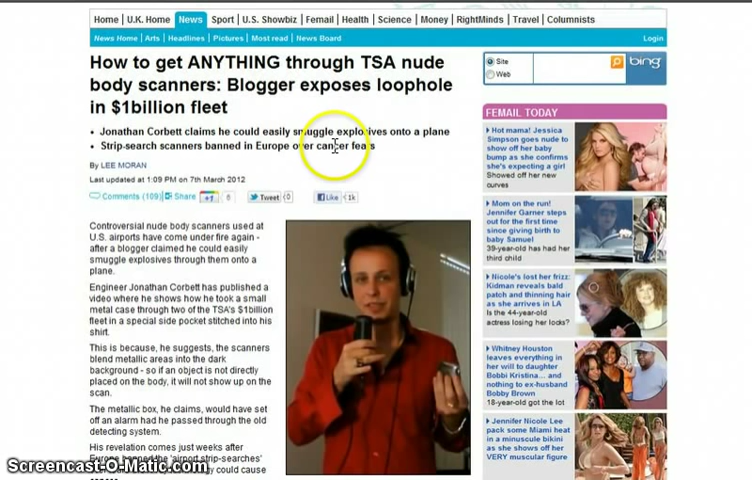 Home U.K. Home News Sport U.S. Showbiz Femail Health Science Money RightMinds Travel Columnists
News Home Arts Headlines Pictures Most read News Board Login
How to get ANYTHING through TSA nude
body scanners: Blogger exposes loophole
in $1billion fleet
Jonathan Corbett claims he could easily smuggle explosives onto a plane
Strip-search scanners banned in Europe over cancer fears
By LEE MORAN
Last updated at 1:09 PM on 7th March 2012
Comments (109) Share +1 6 Tweet 0 Like 1k
Controversial nude body scanners used at
U.S. airports have come under fire again -
after a blogger claimed he could easily
smuggle explosives through them onto a
plane.
Engineer Jonathan Corbett has published a
video where he shows how he took a small
metal case through two of the TSA's $1billion
fleet in a special side pocket stitched into his
shirt.
This is because, he suggests, the scanners
blend metallic areas into the dark
background - so if an object is not directly
placed on the body, it will not show up on the
scan.
The metallic box, he claims, would have set
off an alarm had he passed through the old
detecting system.
His revelation comes just weeks after
Europe banned the 'airport strip-searches'
could cause
Site
Web
bing
FEMAIL TODAY
Hot mama! Jessica
Simpson goes nude to
show off her baby
bump as she confirms
she's expecting a girl
Showed off her new
curves
Mom on the run!
Jennifer Garner steps
out for the first time
since giving birth to
baby Samuel
39-year-old has had her
third child
Nicole's lost her frizz:
Kidman reveals bald
patch and thinning hair
as she arrives in LA
Is the 44-year-old
actress losing her locks?
Whitney Houston
leaves everything in
her will to daughter
Bobbi Kristina... and
nothing to ex-husband
Bobby Brown
18-year-old got the lot
Jennifer Nicole Lee
pack some Miami heat
in a minuscule bikini
as she shows off her
VERY muscular figure
Screencast-O-Matic.com